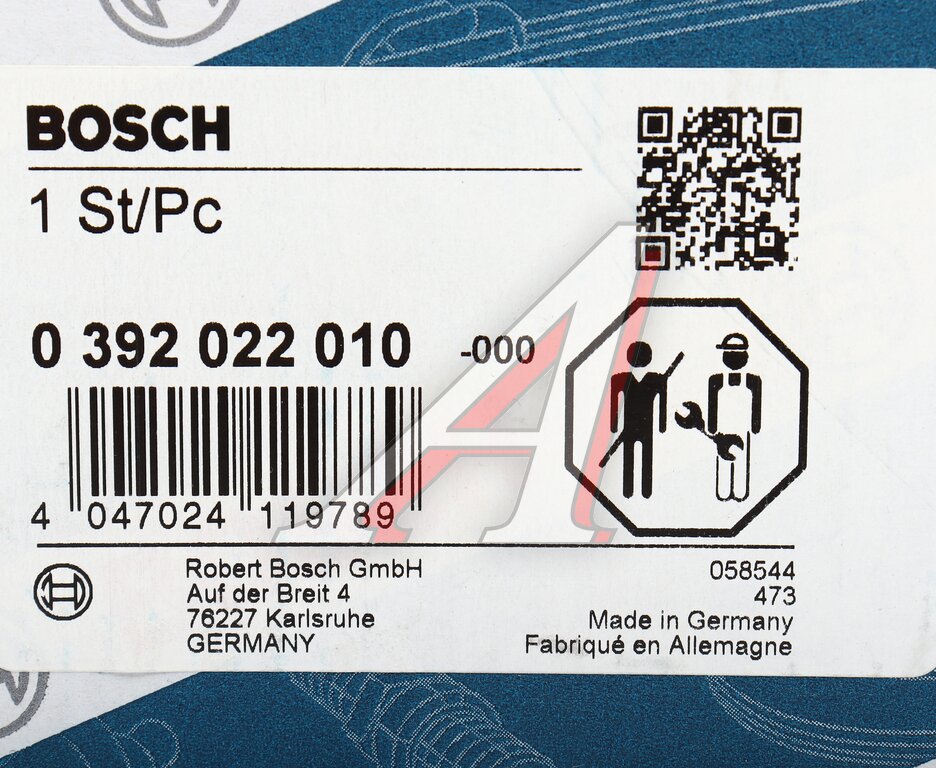 BOSCH
1 St/Pc
0 392 022 010 -000
4 047024 119789
Robert Bosch GmbH
Auf der Breit 4
76227 Karlsruhe
GERMANY
058544
473
Made in Germany
Fabriqué en Allemagne